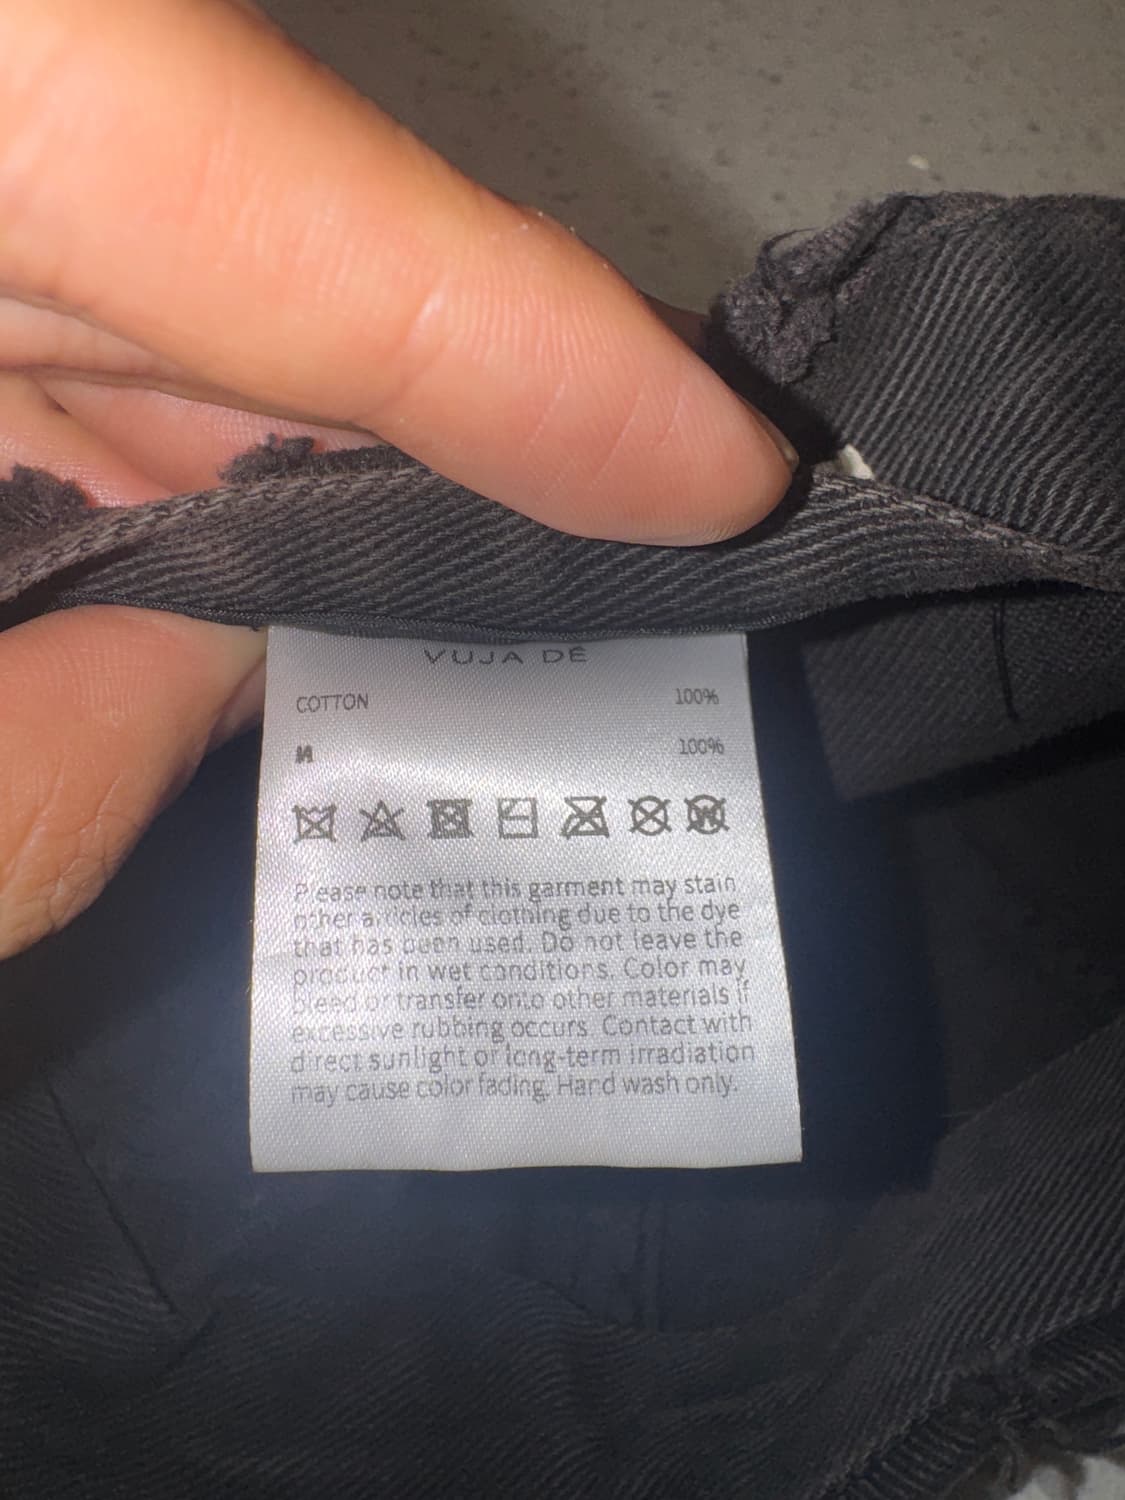 VUJA DĒ
COTTON 100%
100%
Please note that this garment may stain
other articles of clothing due to the dye
that has been used. Do not leave the
product in wet conditions. Color may
bleed or transfer onto other materials if
excessive rubbing occurs. Contact with
direct sunlight or long-term irradiation
may cause color fading. Hand wash only.